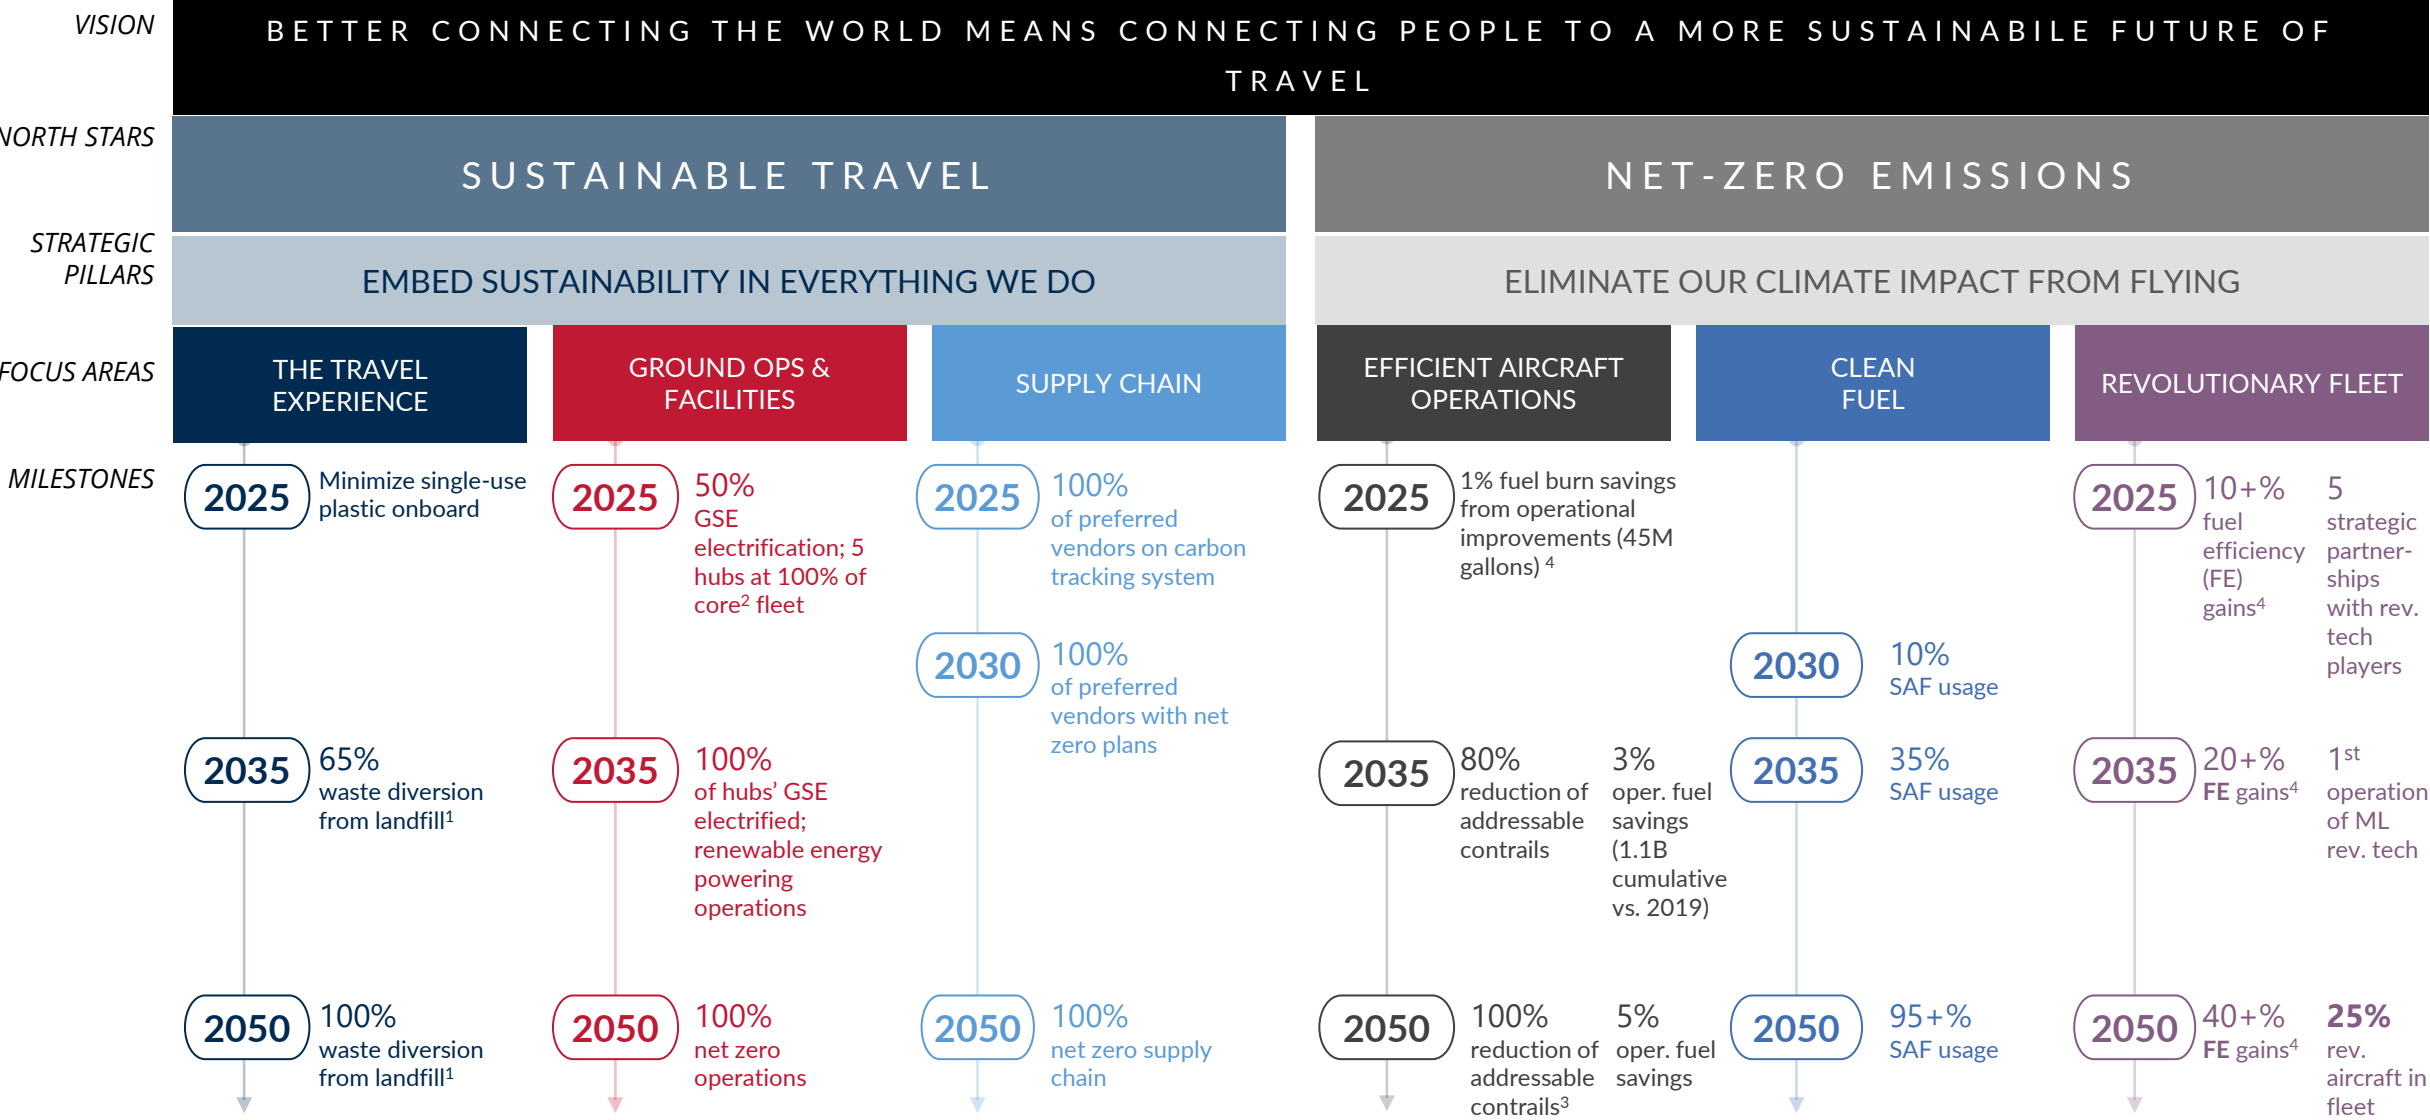 VISION
BETTER CONNECTING THE WORLD MEANS CONNECTING PEOPLE TO A MORE SUSTAINABILE FUTURE OF
TRAVEL
NORTH STARS
SUSTAINABLE TRAVEL
NET-ZERO EMISSIONS
STRATEGIC
PILLARS
EMBED SUSTAINABILITY IN EVERYTHING WE DO
ELIMINATE OUR CLIMATE IMPACT FROM FLYING
FOCUS AREAS
THE TRAVEL
EXPERIENCE
GROUND OPS &
FACILITIES
SUPPLY CHAIN
EFFICIENT AIRCRAFT
OPERATIONS
CLEAN
FUEL
REVOLUTIONARY FLEET
MILESTONES
2025
Minimize single-use
plastic onboard
2035
65%
waste diversion
from landfill¹
2050
100%
waste diversion
from landfill¹
2025
50%
GSE
electrification; 5
hubs at 100% of
core² fleet
2035
100%
of hubs’ GSE
electrified;
renewable energy
powering
operations
2050
100%
net zero
operations
2025
100%
of preferred
vendors on carbon
tracking system
2030
100%
of preferred
vendors with net
zero plans
2050
100%
net zero supply
chain
2025
1% fuel burn savings
from operational
improvements (45M
gallons) ⁴
2035
80%
reduction of
addressable
contrails
3%
oper. fuel
savings
(1.1B
cumulative
vs. 2019)
2050
100%
reduction of
addressable
contrails³
5%
oper. fuel
savings
2030
10%
SAF usage
2035
35%
SAF usage
2050
95+%
SAF usage
2025
10+%
fuel
efficiency
(FE)
gains⁴
5
strategic
partner-
ships
with rev.
tech
players
2035
20+%
FE gains⁴
1st
operation
of ML
rev. tech
2050
40+%
FE gains⁴
25%
rev.
aircraft in
fleet